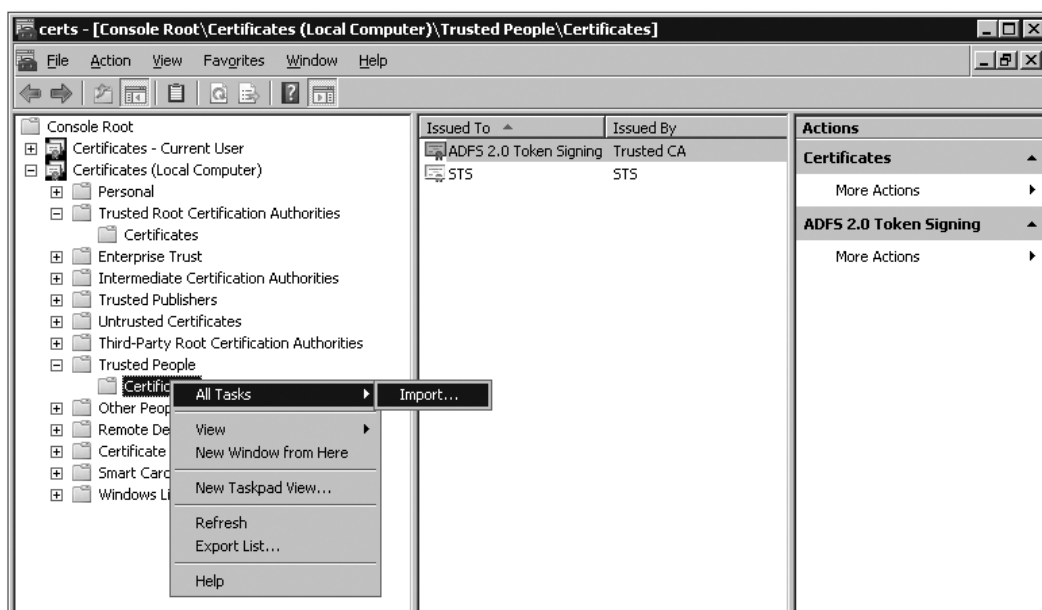 certs - [Console Root\Certificates (Local Computer)\Trusted People\Certificates]
File Action View Favorites Window Help
Console Root
Certificates - Current User
Certificates (Local Computer)
Personal
Trusted Root Certification Authorities
Certificates
Enterprise Trust
Intermediate Certification Authorities
Trusted Publishers
Untrusted Certificates
Third-Party Root Certification Authorities
Trusted People
Certific
Other Peop
Remote De
Certificate
Smart Card
Windows Li
All Tasks
Import...
View
New Window from Here
New Taskpad View...
Refresh
Export List...
Help
Issued To Issued By
ADFS 2.0 Token Signing Trusted CA
STS STS
Actions
Certificates
More Actions
ADFS 2.0 Token Signing
More Actions